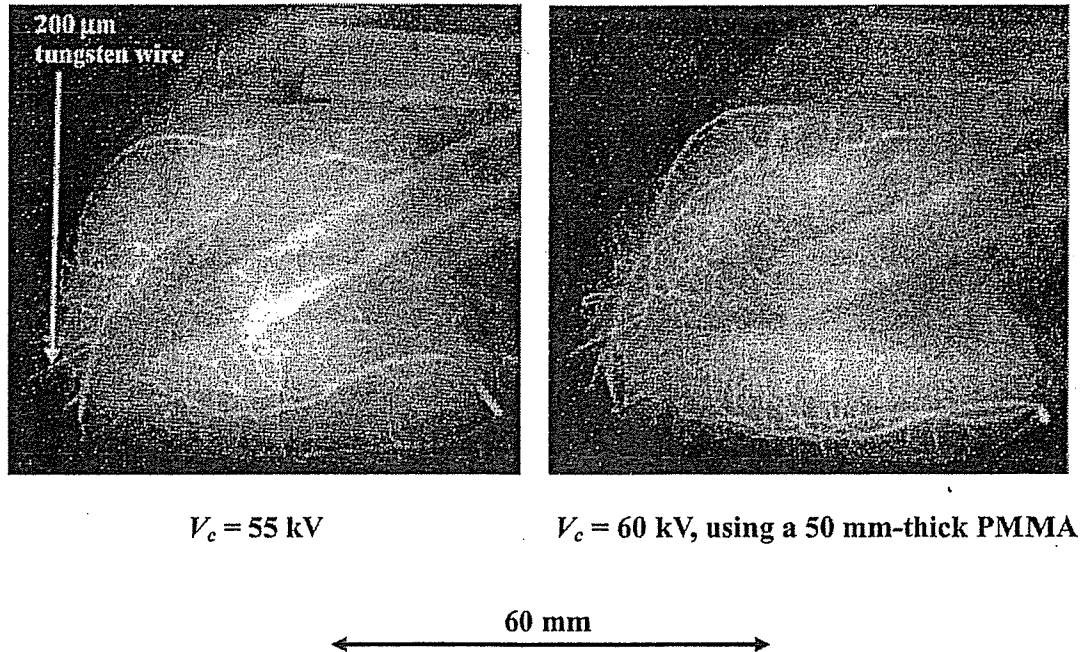 200 μm
tungsten wire
V_c = 55 kV
V_c = 60 kV, using a 50 mm-thick PMMA
60 mm